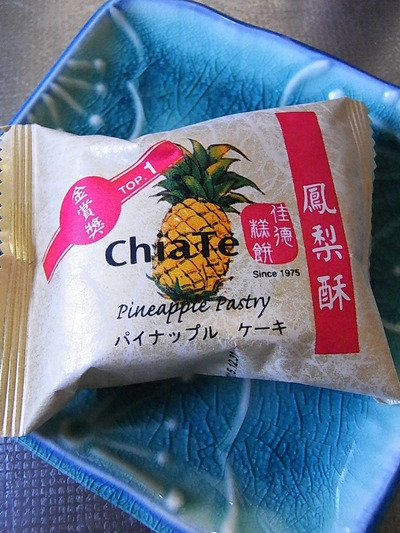 金賞獎
TOP. 1
ChiaTe
佳德
糕餅
Since 1975
鳳梨酥
Pineapple Pastry
パイナップル ケーキ